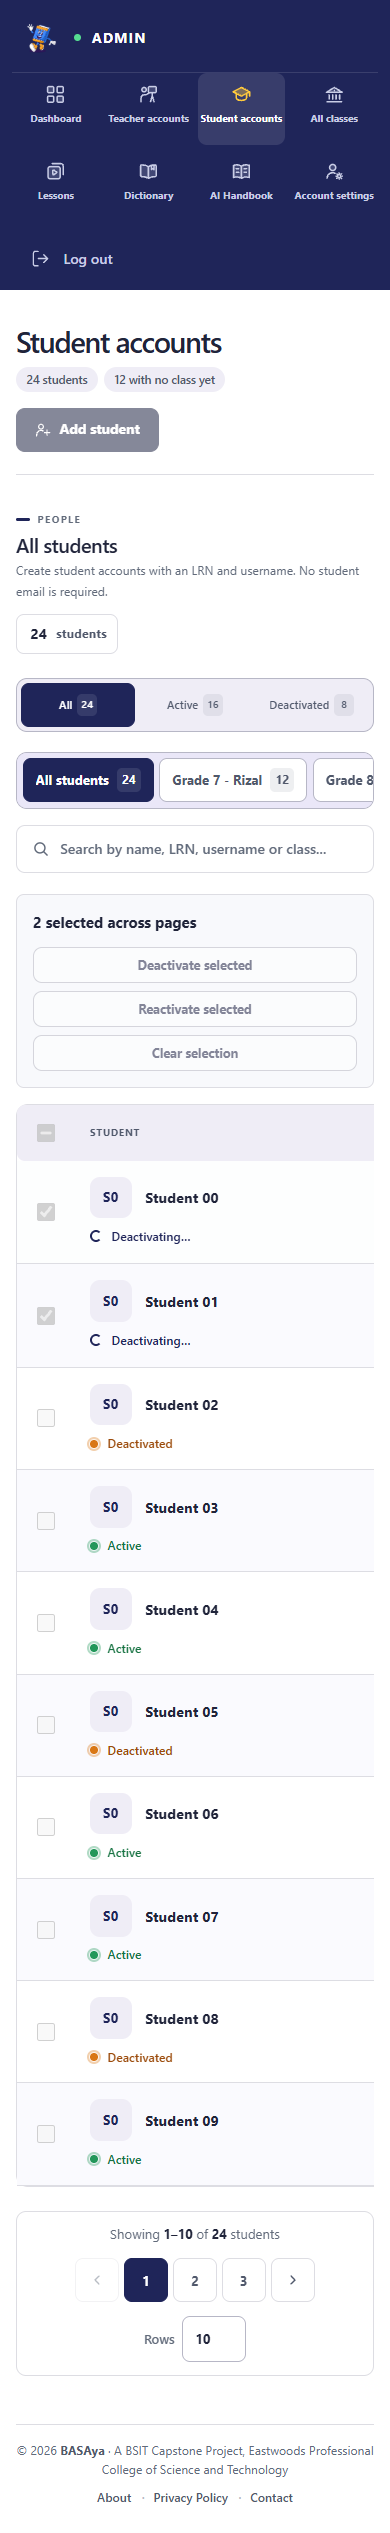 ADMIN
Dashboard
Teacher accounts
Student accounts
All classes
Lessons
Dictionary
AI Handbook
Account settings
Log out
Student accounts
24 students
12 with no class yet
Add student
PEOPLE
All students
Create student accounts with an LRN and username. No student
email is required.
24 students
All 24
Active 16
Deactivated 8
All students 24
Grade 7 - Rizal 12
Grade 8
Search by name, LRN, username or class...
2 selected across pages
Deactivate selected
Reactivate selected
Clear selection
STUDENT
S0 Student 00
Deactivating...
S0 Student 01
Deactivating...
S0 Student 02
Deactivated
S0 Student 03
Active
S0 Student 04
Active
S0 Student 05
Deactivated
S0 Student 06
Active
S0 Student 07
Active
S0 Student 08
Deactivated
S0 Student 09
Active
Showing 1–10 of 24 students
1 2 3
Rows 10
© 2026 BASAya · A BSIT Capstone Project, Eastwoods Professional
College of Science and Technology
About · Privacy Policy · Contact